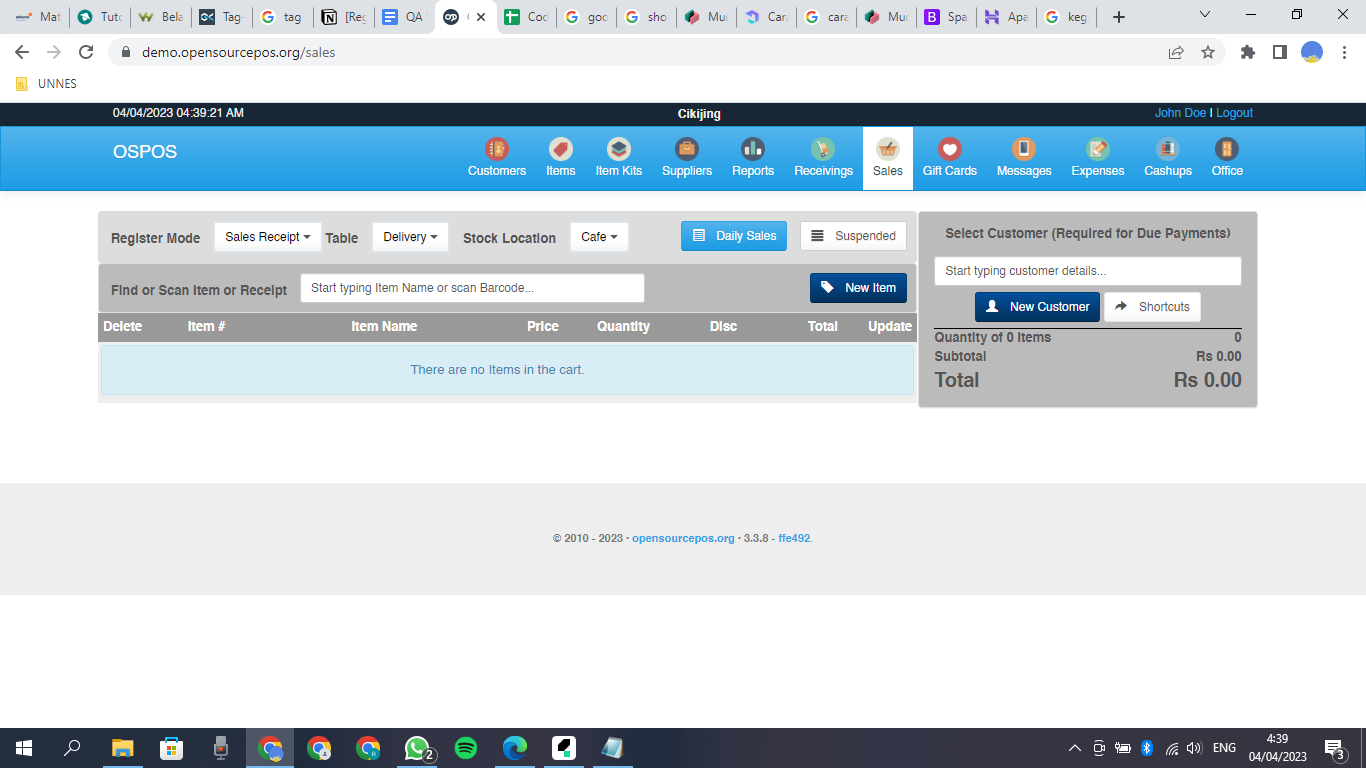 Mat
Tuto
Bela
Tag-
tag
[Reg
QA
Cod
goo
sho
Muc
Cara
cara
Muc
Spa
Apa
keg
demo.opensourcepos.org/sales
UNNES
04/04/2023 04:39:21 AM
Cikijing
John Doe | Logout
OSPOS
Customers
Items
Item Kits
Suppliers
Reports
Receivings
Sales
Gift Cards
Messages
Expenses
Cashups
Office
Register Mode
Sales Receipt
Table
Delivery
Stock Location
Cafe
Daily Sales
Suspended
Find or Scan Item or Receipt
Start typing Item Name or scan Barcode...
New Item
Delete
Item #
Item Name
Price
Quantity
Disc
Total
Update
There are no Items in the cart.
Select Customer (Required for Due Payments)
Start typing customer details...
New Customer
Shortcuts
Quantity of 0 Items
0
Subtotal
Rs 0.00
Total
Rs 0.00
© 2010 - 2023 · opensourcepos.org · 3.3.8 - ffe492.
2
ENG
4:39
04/04/2023
3